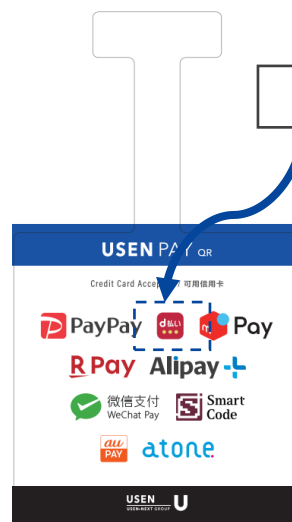 USEN PAY QR
Credit Card Accep 可用信用卡
PayPay d払い Pay
R Pay Alipay
微信支付 Smart
WeChat Pay Code
au
PAY atone
USEN U
USEN-NEXT GROUP